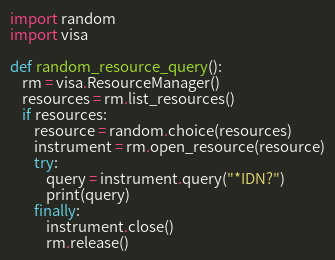 import random
import visa

def random_resource_query():
    rm = visa.ResourceManager()
    resources = rm.list_resources()
    if resources:
        resource = random.choice(resources)
        instrument = rm.open_resource(resource)
        try:
            query = instrument.query("*IDN?")
            print(query)
        finally:
            instrument.close()
            rm.release()